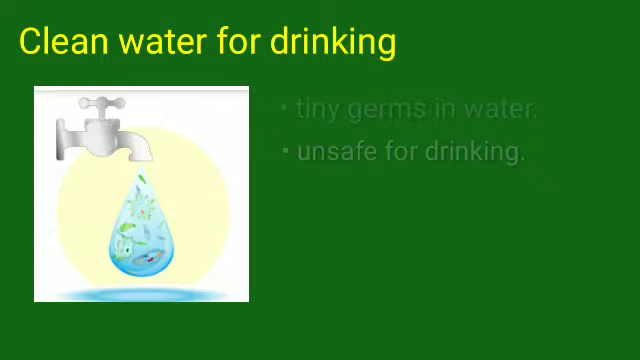 Clean water for drinking
• tiny germs in water.
• unsafe for drinking.